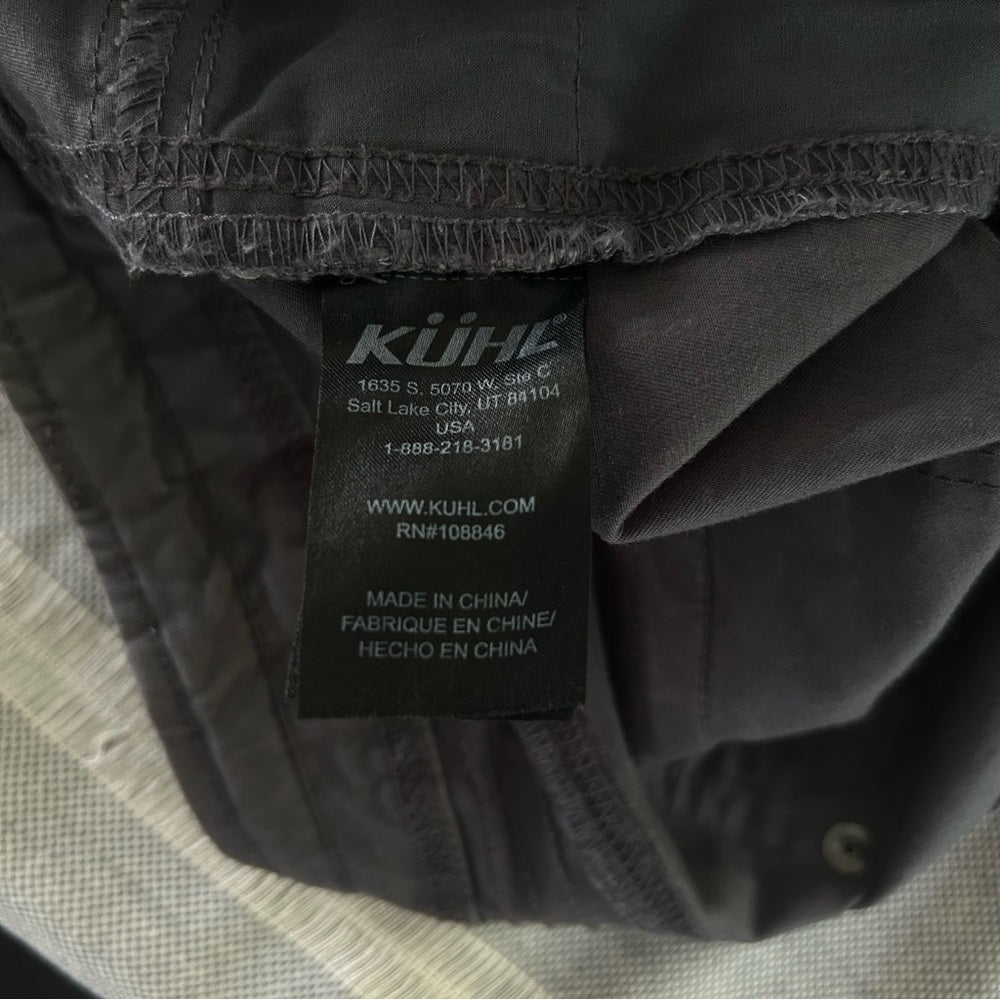 KÜHL®
1635 S. 5070 W. Ste C
Salt Lake City, UT 84104
USA
1-888-218-3181
WWW.KUHL.COM
RN#108846
MADE IN CHINA/
FABRIQUE EN CHINE/
HECHO EN CHINA